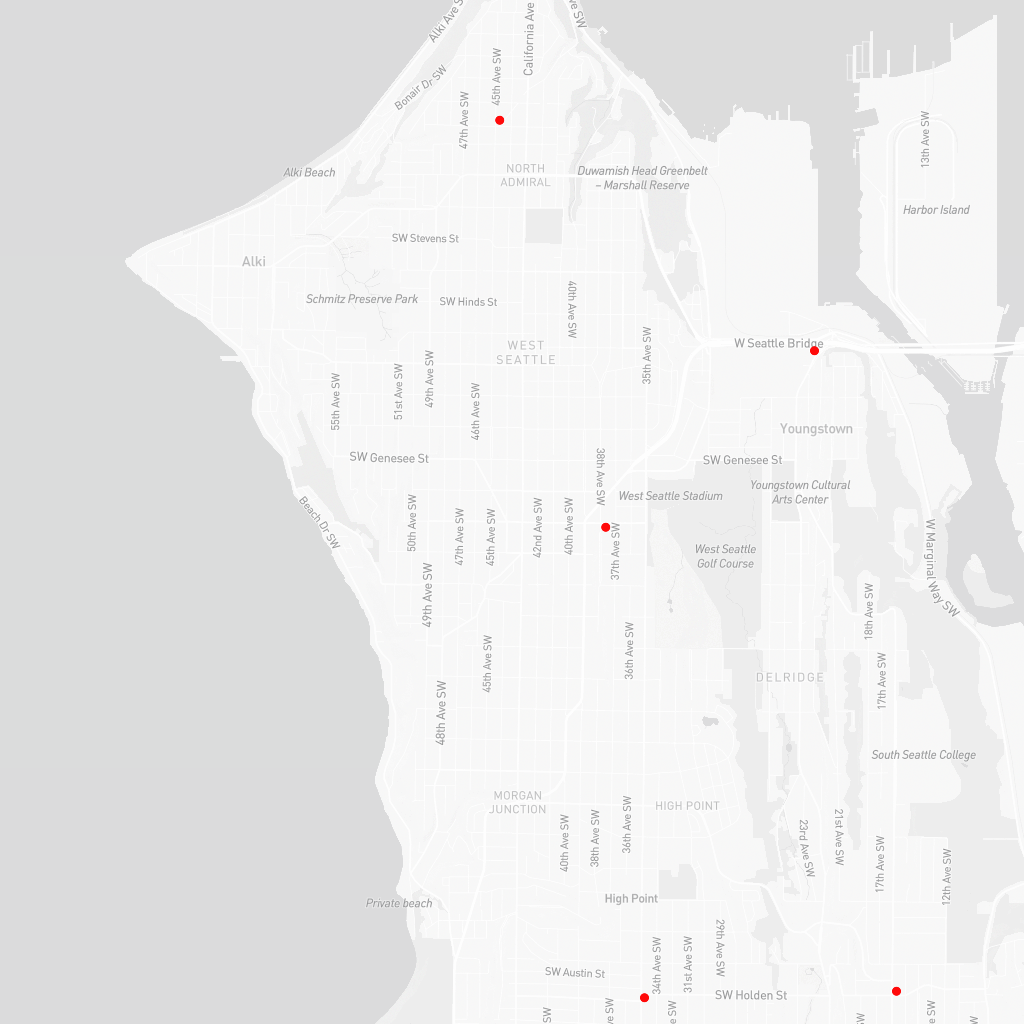 Alki Ave S
Ave SW
California Ave
45th Ave SW
Bonair Dr SW
47th Ave SW
13th Ave SW
NORTH
ADMIRAL
Alki Beach
Duwamish Head Greenbelt
– Marshall Reserve
Harbor Island
SW Stevens St
Alki
Schmitz Preserve Park
SW Hinds St
40th Ave SW
WEST
SEATTLE
35th Ave SW
W Seattle Bridge
55th Ave SW
51st Ave SW
49th Ave SW
46th Ave SW
Youngstown
SW Genesee St
38th Ave SW
SW Genesee St
West Seattle Stadium
Youngstown Cultural
Arts Center
Beach Dr SW
50th Ave SW
47th Ave SW
45th Ave SW
42nd Ave SW
40th Ave SW
37th Ave SW
West Seattle
Golf Course
W Marginal Way SW
49th Ave SW
18th Ave SW
45th Ave SW
36th Ave SW
17th Ave SW
DELRIDGE
48th Ave SW
South Seattle College
MORGAN
JUNCTION
HIGH POINT
40th Ave SW
38th Ave SW
36th Ave SW
23rd Ave SW
21st Ave SW
17th Ave SW
12th Ave SW
Private beach
High Point
34th Ave SW
31st Ave SW
29th Ave SW
SW Austin St
SW Holden St
SW
ve SW
e SW
SW
e SW
SW